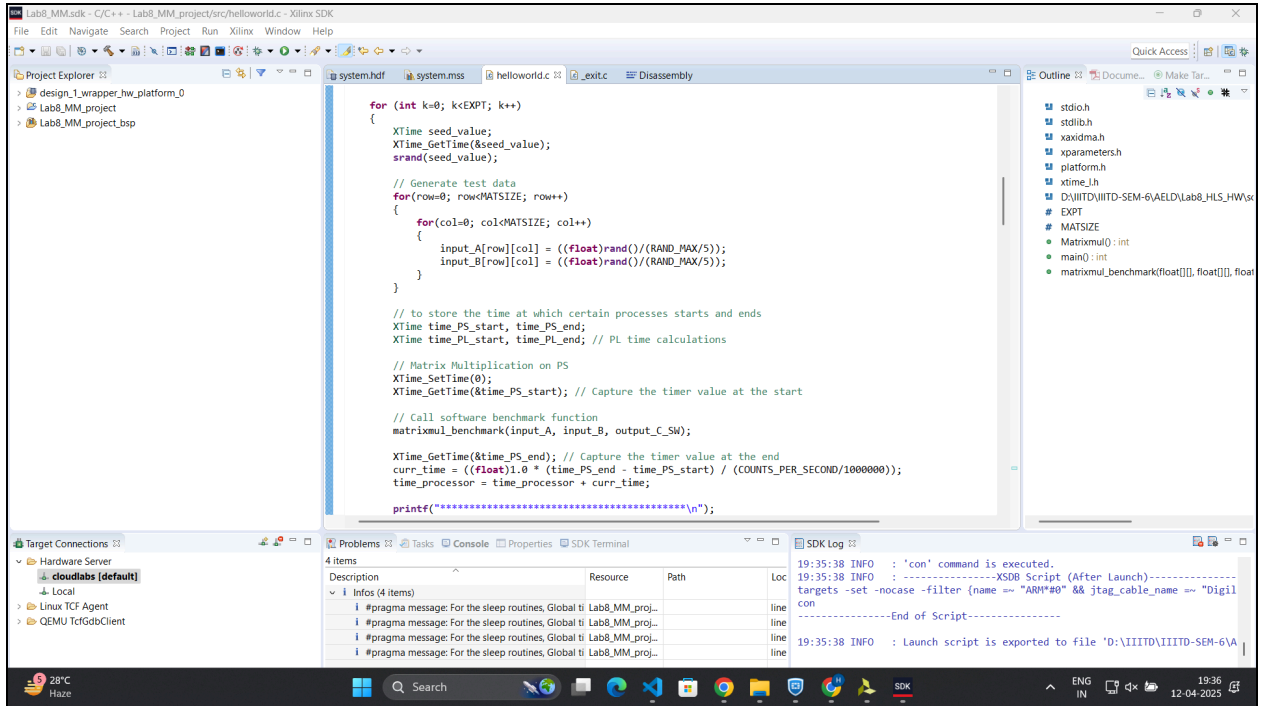 SDK Lab8_MM.sdk - C/C++ - Lab8_MM_project/src/helloworld.c - Xilinx SDK
File Edit Navigate Search Project Run Xilinx Window Help
Quick Access
Project Explorer
design_1_wrapper_hw_platform_0
Lab8_MM_project
Lab8_MM_project_bsp
system.hdf system.mss helloworld.c _exit.c Disassembly
for (int k=0; k<EXPT; k++)
{
XTime seed_value;
XTime_GetTime(&seed_value);
srand(seed_value);
// Generate test data
for(row=0; row<MATSIZE; row++)
{
for(col=0; col<MATSIZE; col++)
{
input_A[row][col] = ((float)rand()/(RAND_MAX/5));
input_B[row][col] = ((float)rand()/(RAND_MAX/5));
}
}
// to store the time at which certain processes starts and ends
XTime time_PS_start, time_PS_end;
XTime time_PL_start, time_PL_end; // PL time calculations
// Matrix Multiplication on PS
XTime_SetTime(0);
XTime_GetTime(&time_PS_start); // Capture the timer value at the start
// Call software benchmark function
matrixmul_benchmark(input_A, input_B, output_C_SW);
XTime_GetTime(&time_PS_end); // Capture the timer value at the end
curr_time = ((float)1.0 * (time_PS_end - time_PS_start) / (COUNTS_PER_SECOND/1000000));
time_processor = time_processor + curr_time;
printf("******************************************\n");
Outline Docume... Make Tar...
stdio.h
stdlib.h
xaxidma.h
xparameters.h
platform.h
xtime_l.h
D:\IIITD\IIITD-SEM-6\AELD\Lab8_HLS_HW\sc
# EXPT
# MATSIZE
Matrixmul() : int
main() : int
matrixmul_benchmark(float[][], float[][], float
Target Connections
Hardware Server
cloudlabs [default]
Local
Linux TCF Agent
QEMU TcfGdbClient
Problems Tasks Console Properties SDK Terminal
4 items
Description Resource Path Loc
Infos (4 items)
#pragma message: For the sleep routines, Global ti Lab8_MM_proj... line
#pragma message: For the sleep routines, Global ti Lab8_MM_proj... line
#pragma message: For the sleep routines, Global ti Lab8_MM_proj... line
#pragma message: For the sleep routines, Global ti Lab8_MM_proj... line
SDK Log
19:35:38 INFO : 'con' command is executed.
19:35:38 INFO : ----------------XSDB Script (After Launch)---------------
targets -set -nocase -filter {name =~ "ARM*#0" && jtag_cable_name =~ "Digil
con
----------------End of Script----------------
19:35:38 INFO : Launch script is exported to file 'D:\IIITD\IIITD-SEM-6\A
5 28°C
Haze
Search
SDK
ENG
IN
19:36
12-04-2025